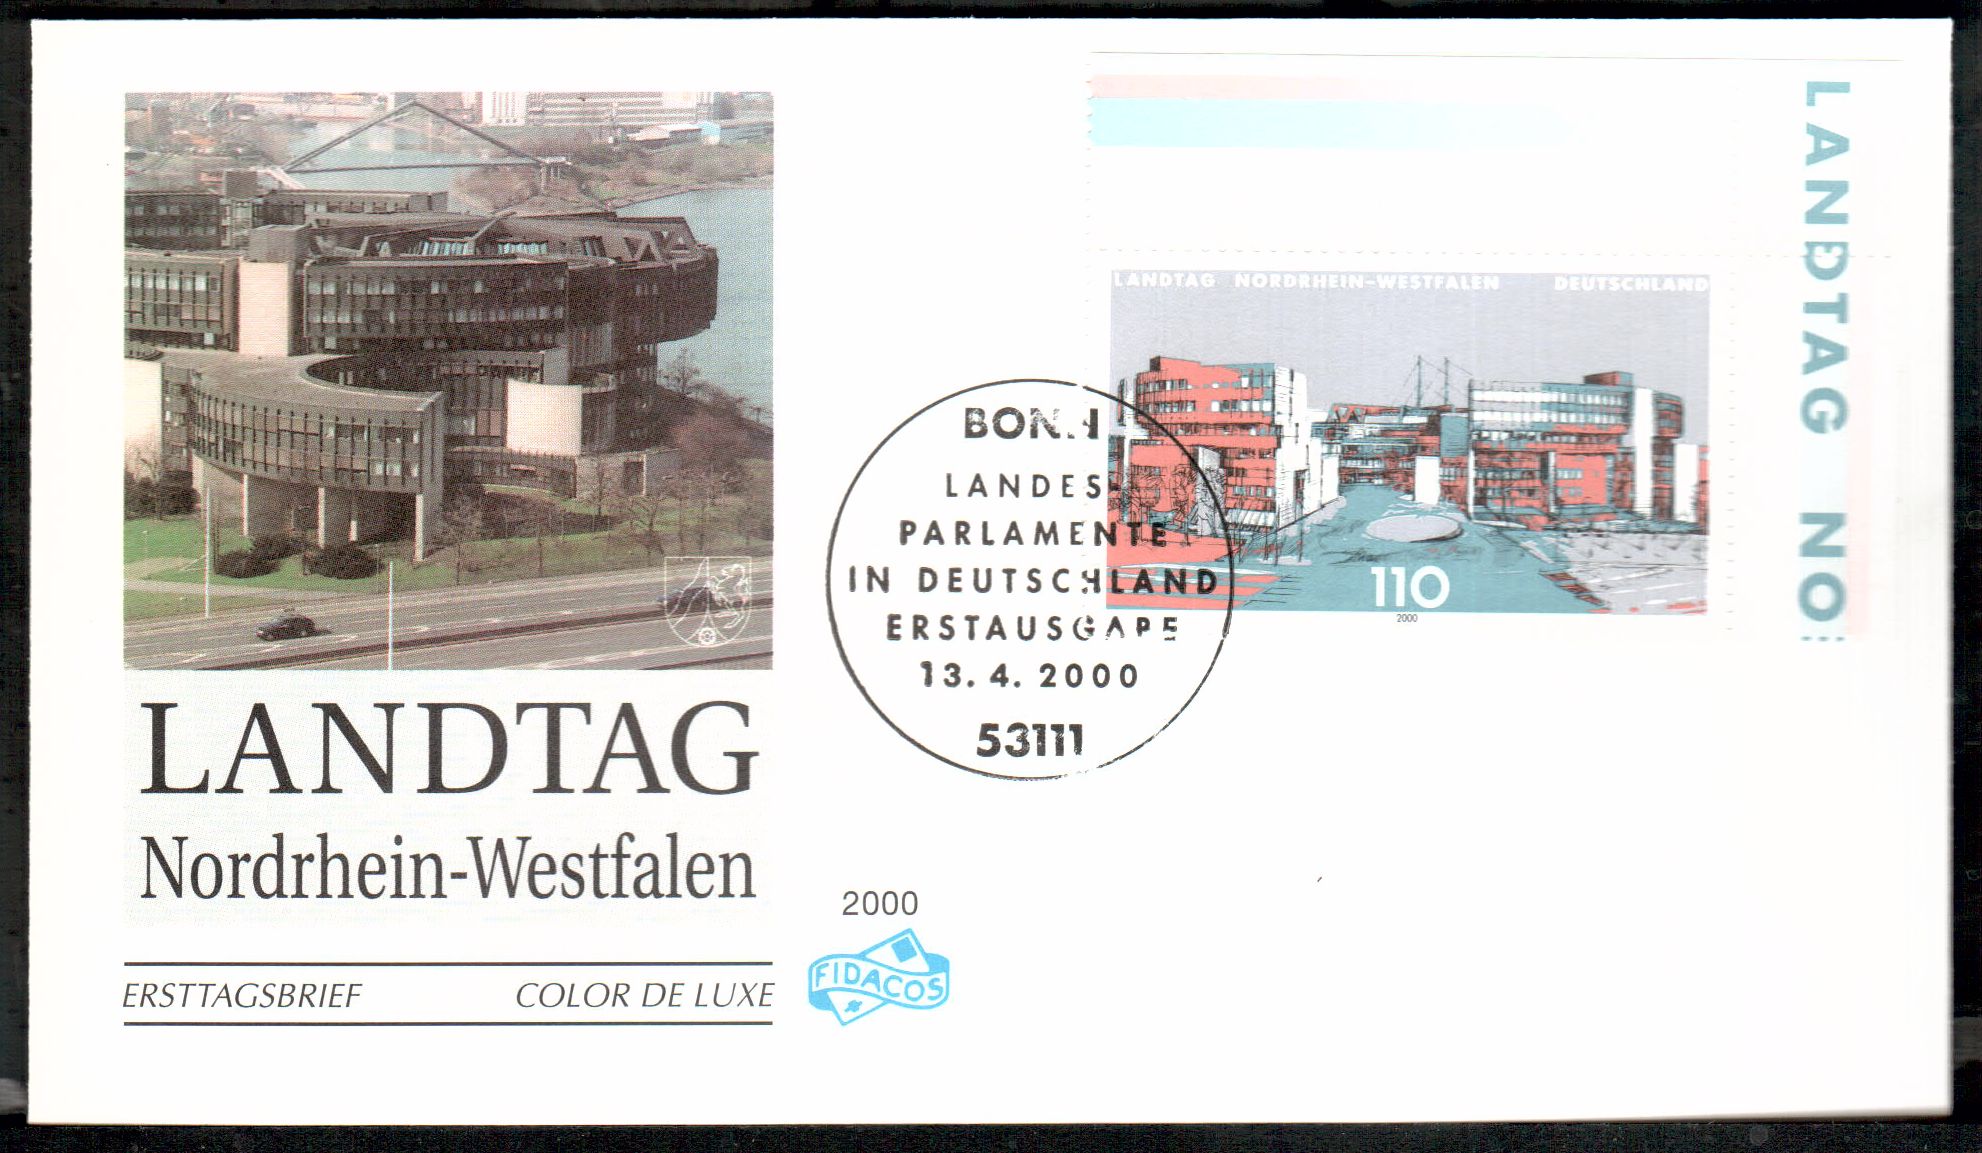 LANDTAG
Nordrhein-Westfalen
ERSTTAGSBRIEF COLOR DE LUXE
2000
FIDACOS
BONN
LANDES-
PARLAMENTE
IN DEUTSCHLAND
ERSTAUSGABE
13.4.2000
53111
LANDTAG NORDRHEIN-WESTFALEN DEUTSCHLAND
110
2000
LANDTAG NO